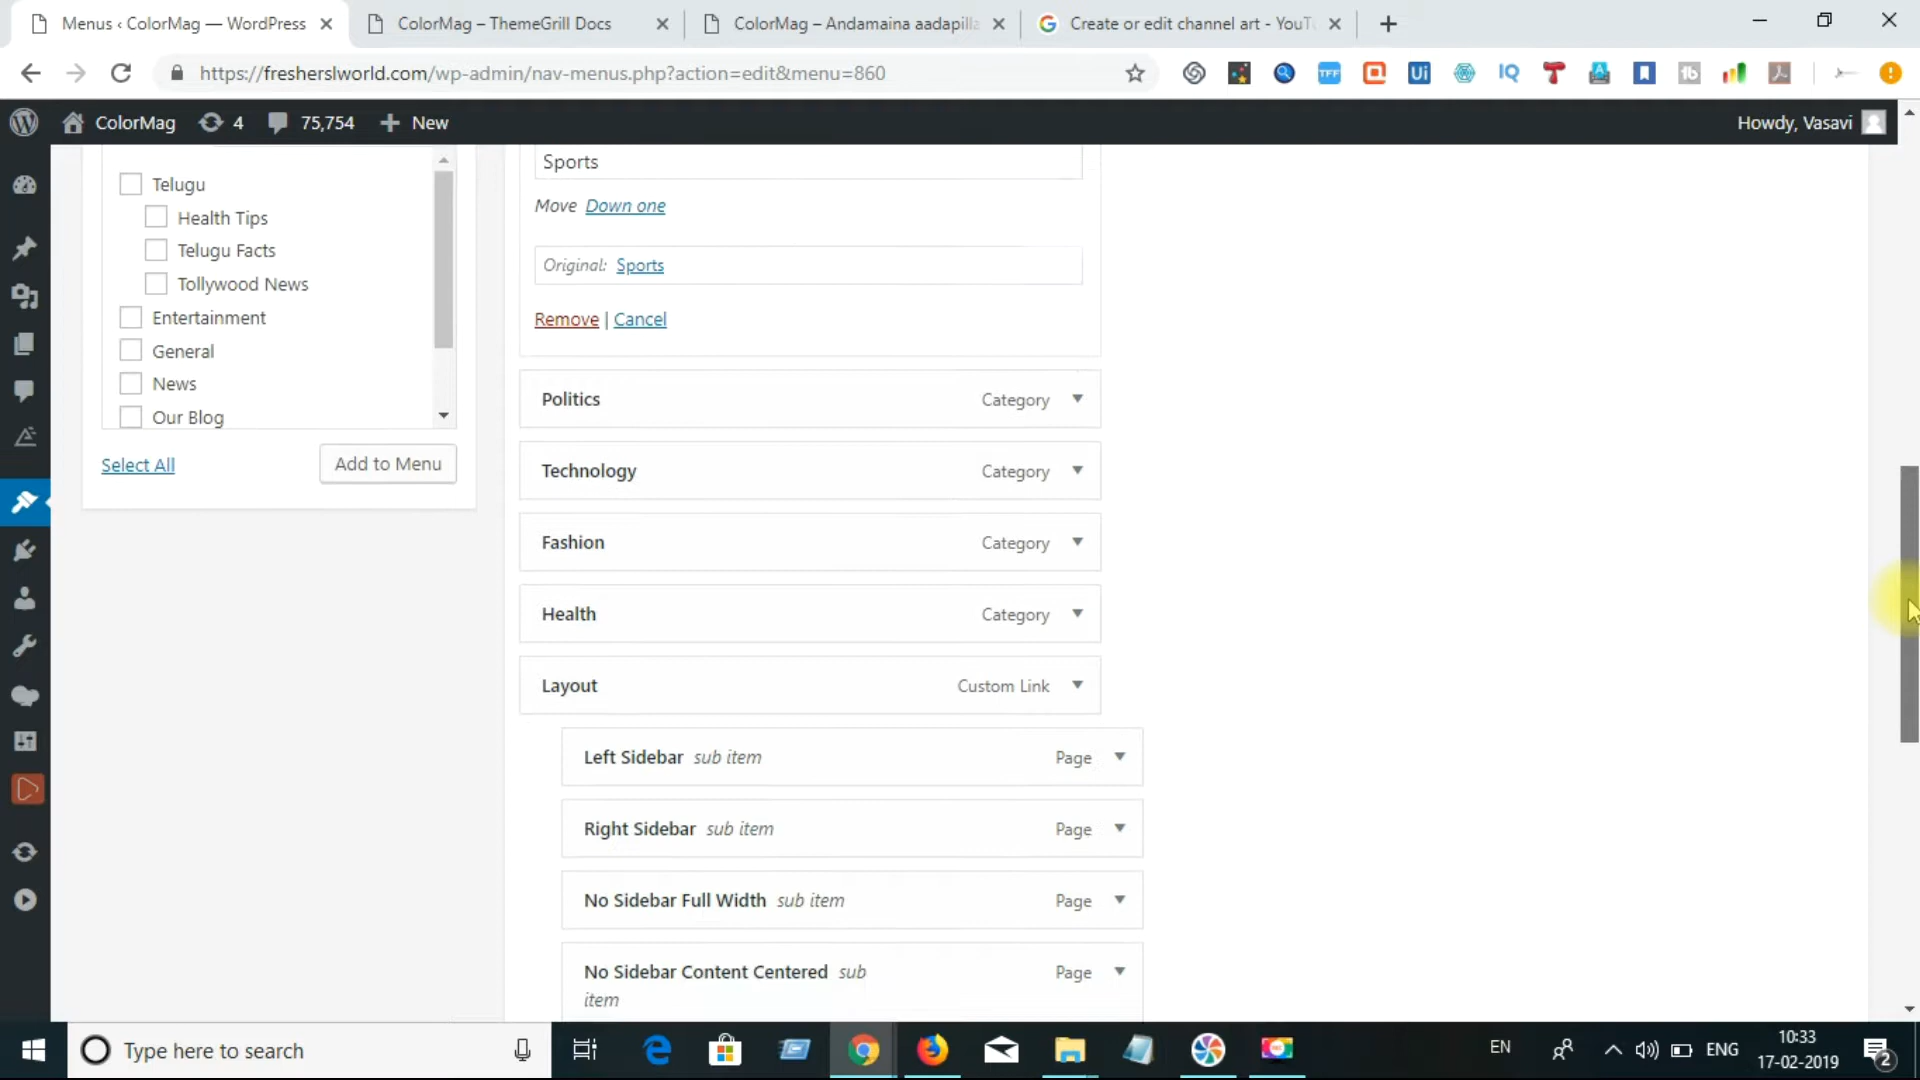 Menus ‹ ColorMag — WordPress
ColorMag – ThemeGrill Docs
ColorMag – Andamaina aadapilla
Create or edit channel art - YouTu
https://fresherslworld.com/wp-admin/nav-menus.php?action=edit&menu=860
ColorMag
4
75,754
New
Howdy, Vasavi
Telugu
Health Tips
Telugu Facts
Tollywood News
Entertainment
General
News
Our Blog
Select All
Add to Menu
Sports
Move Down one
Original: Sports
Remove | Cancel
Politics Category
Technology Category
Fashion Category
Health Category
Layout Custom Link
Left Sidebar sub item Page
Right Sidebar sub item Page
No Sidebar Full Width sub item Page
No Sidebar Content Centered sub Page
item
Type here to search
EN
ENG
10:33
17-02-2019
2